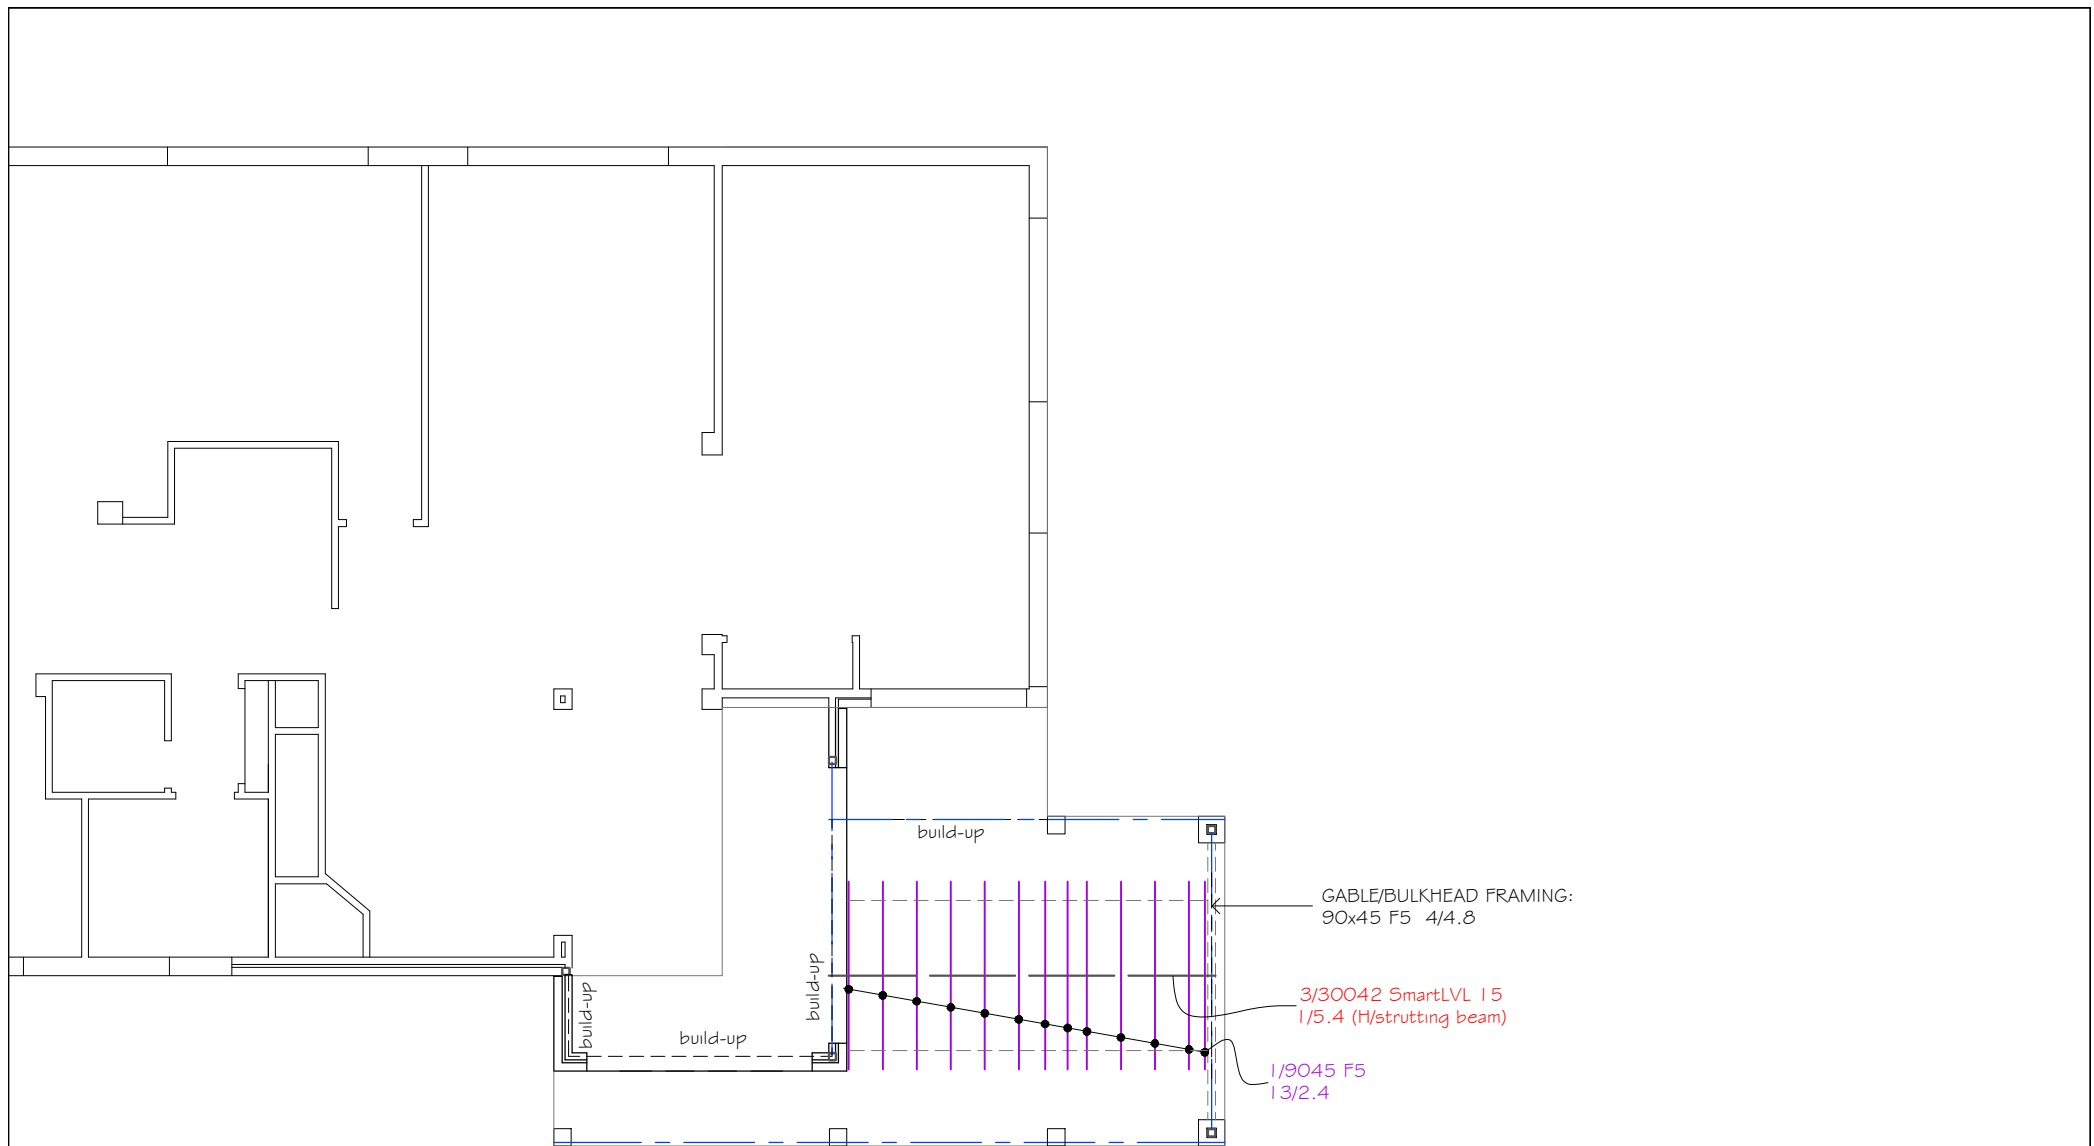 build-up
GABLE/BULKHEAD FRAMING:
90x45 F5 4/4.8
build-up
build-up
build-up
3/30042 SmartLVL 15
1/5.4 (H/strutting beam)
1/9045 F5
13/2.4